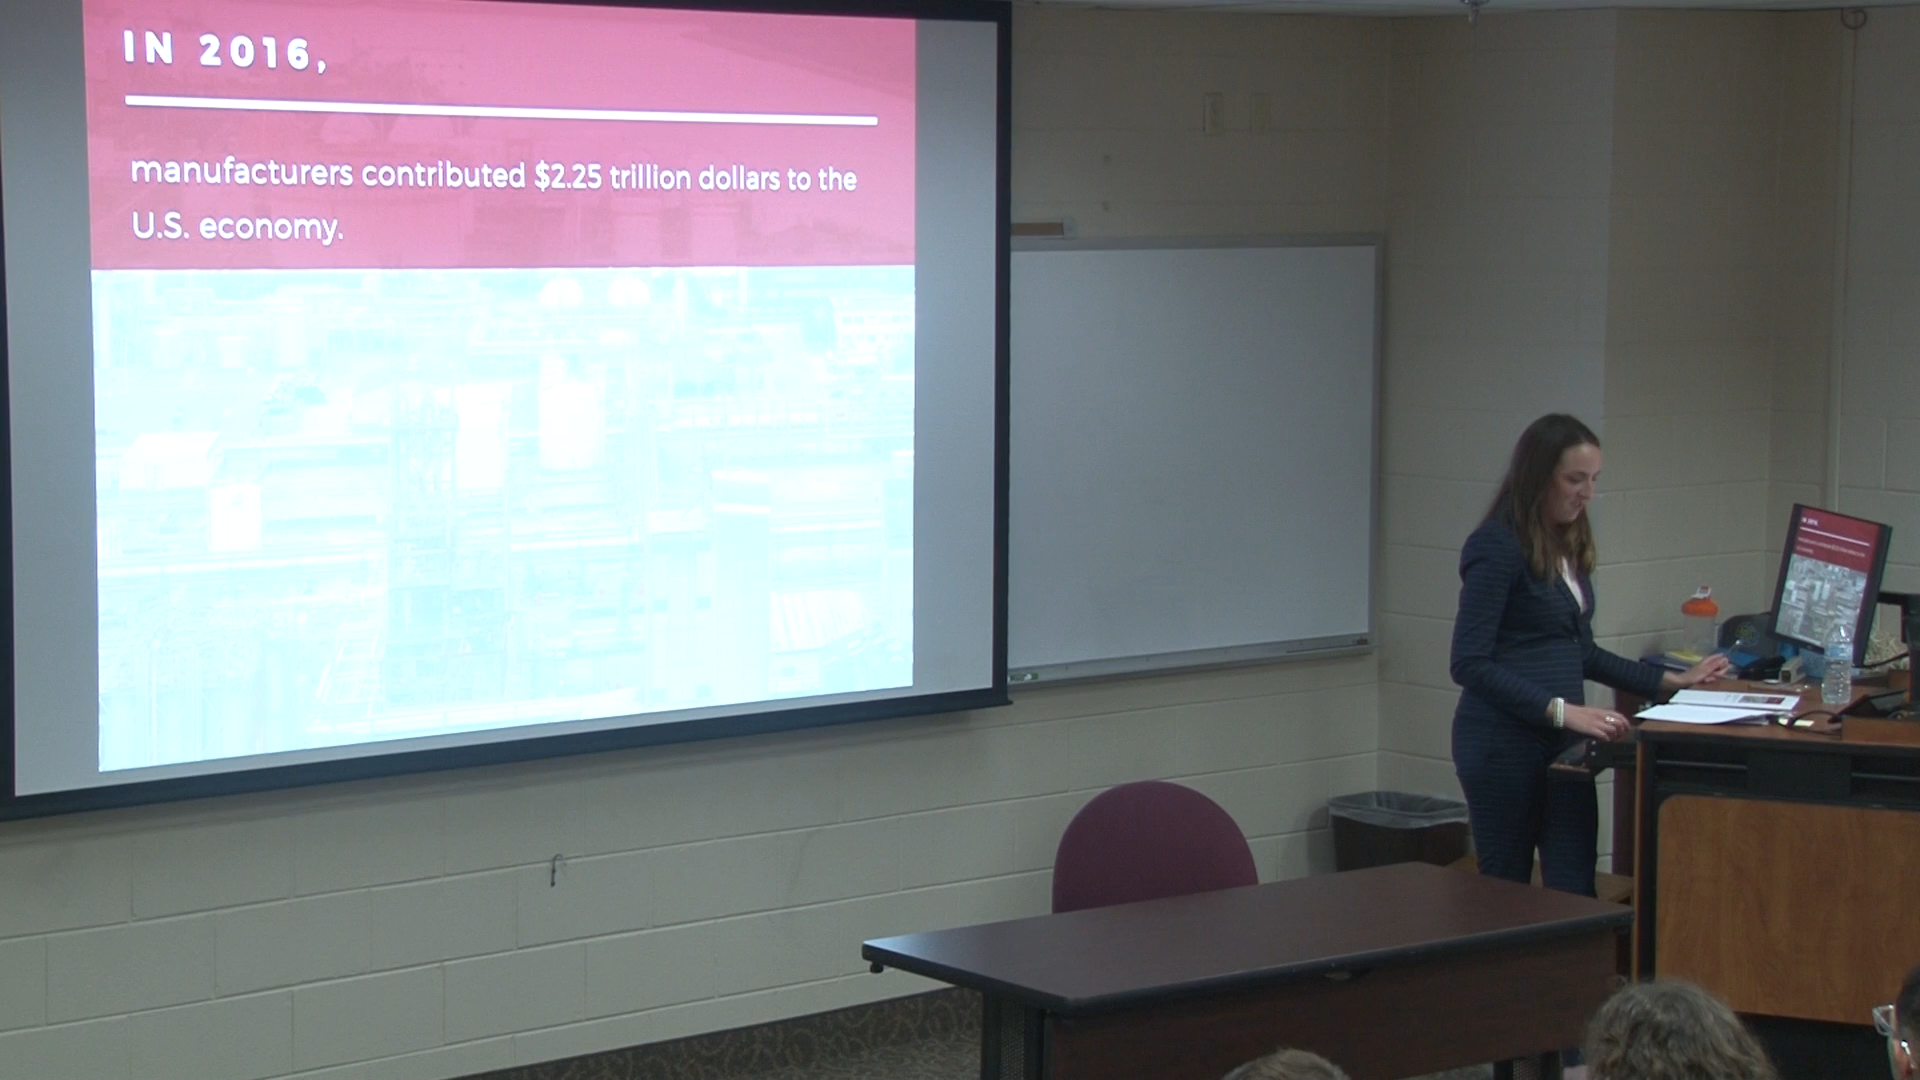 IN 2016,
manufacturers contributed $2.25 trillion dollars to the
U.S. economy.